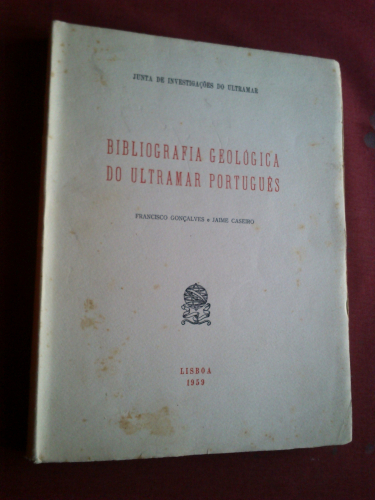 JUNTA DE INVESTIGAÇÕES DO ULTRAMAR
BIBLIOGRAFIA GEOLÓGICA
DO ULTRAMAR PORTUGUÊS
FRANCISCO GONÇALVES e JAIME CASEIRO
LISBOA
1959